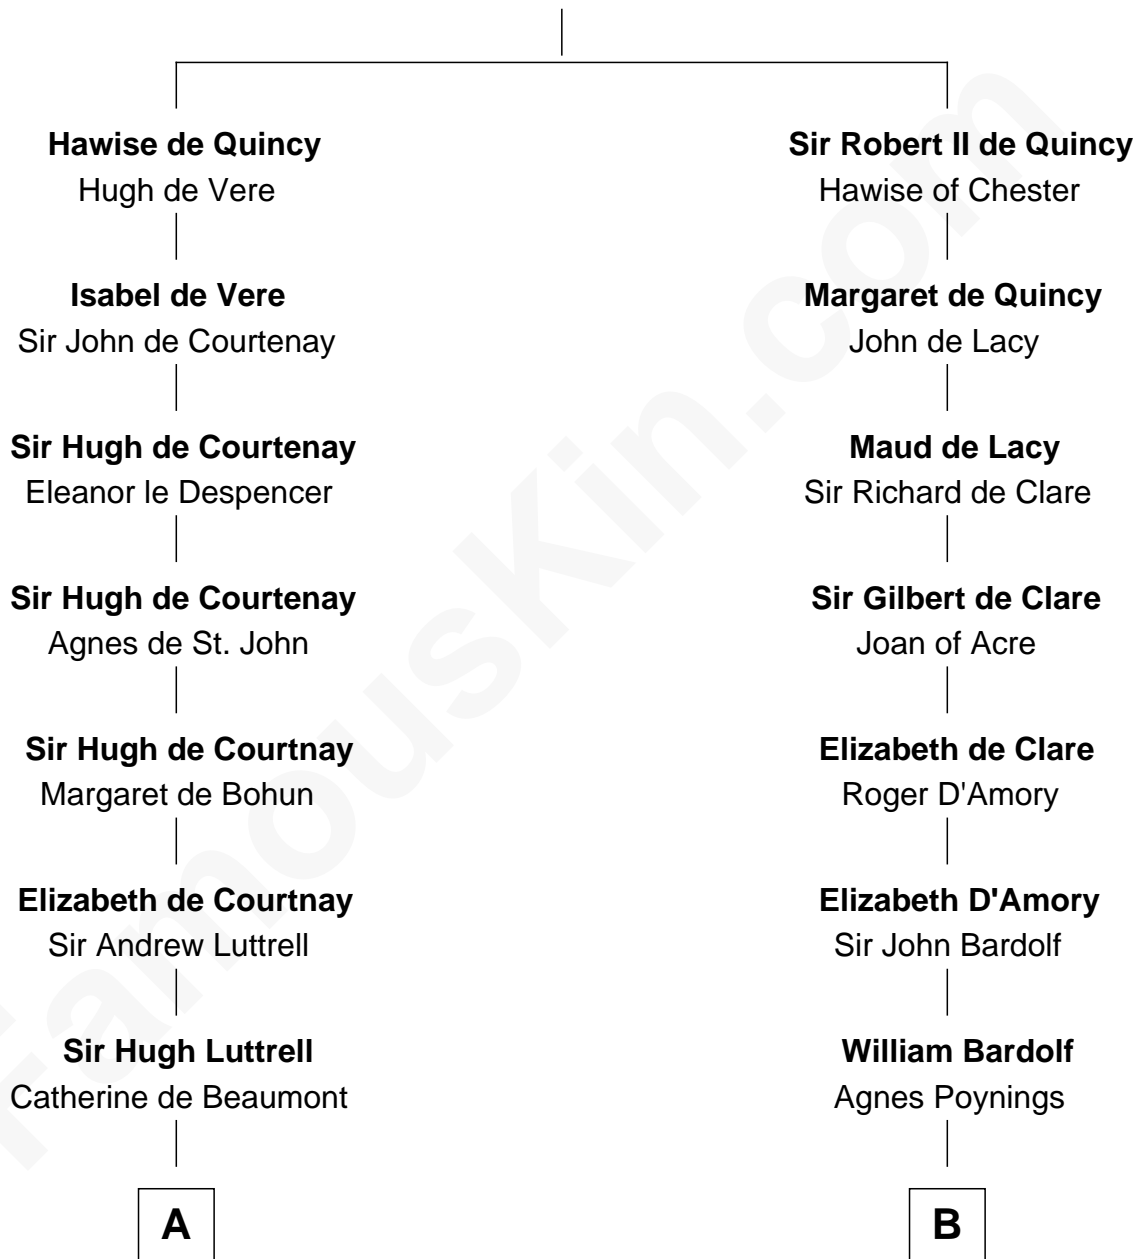 Hawise de Quincy
Hugh de Vere
Isabel de Vere
Sir John de Courtenay
Sir Hugh de Courtenay
Eleanor le Despencer
Sir Hugh de Courtenay
Agnes de St. John
Sir Hugh de Courtnay
Margaret de Bohun
Elizabeth de Courtnay
Sir Andrew Luttrell
Sir Hugh Luttrell
Catherine de Beaumont
A
Sir Robert II de Quincy
Hawise of Chester
Margaret de Quincy
John de Lacy
Maud de Lacy
Sir Richard de Clare
Sir Gilbert de Clare
Joan of Acre
Elizabeth de Clare
Roger D'Amory
Elizabeth D'Amory
Sir John Bardolf
William Bardolf
Agnes Poynings
B
FamousKin.com